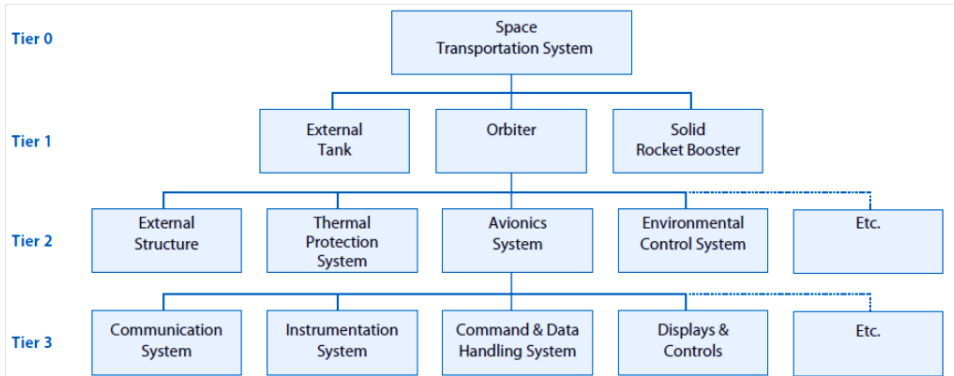 Tier 0
Space
Transportation System
Tier 1
External
Tank
Orbiter
Solid
Rocket Booster
Tier 2
External
Structure
Thermal
Protection
System
Avionics
System
Environmental
Control System
Etc.
Tier 3
Communication
System
Instrumentation
System
Command & Data
Handling System
Displays &
Controls
Etc.